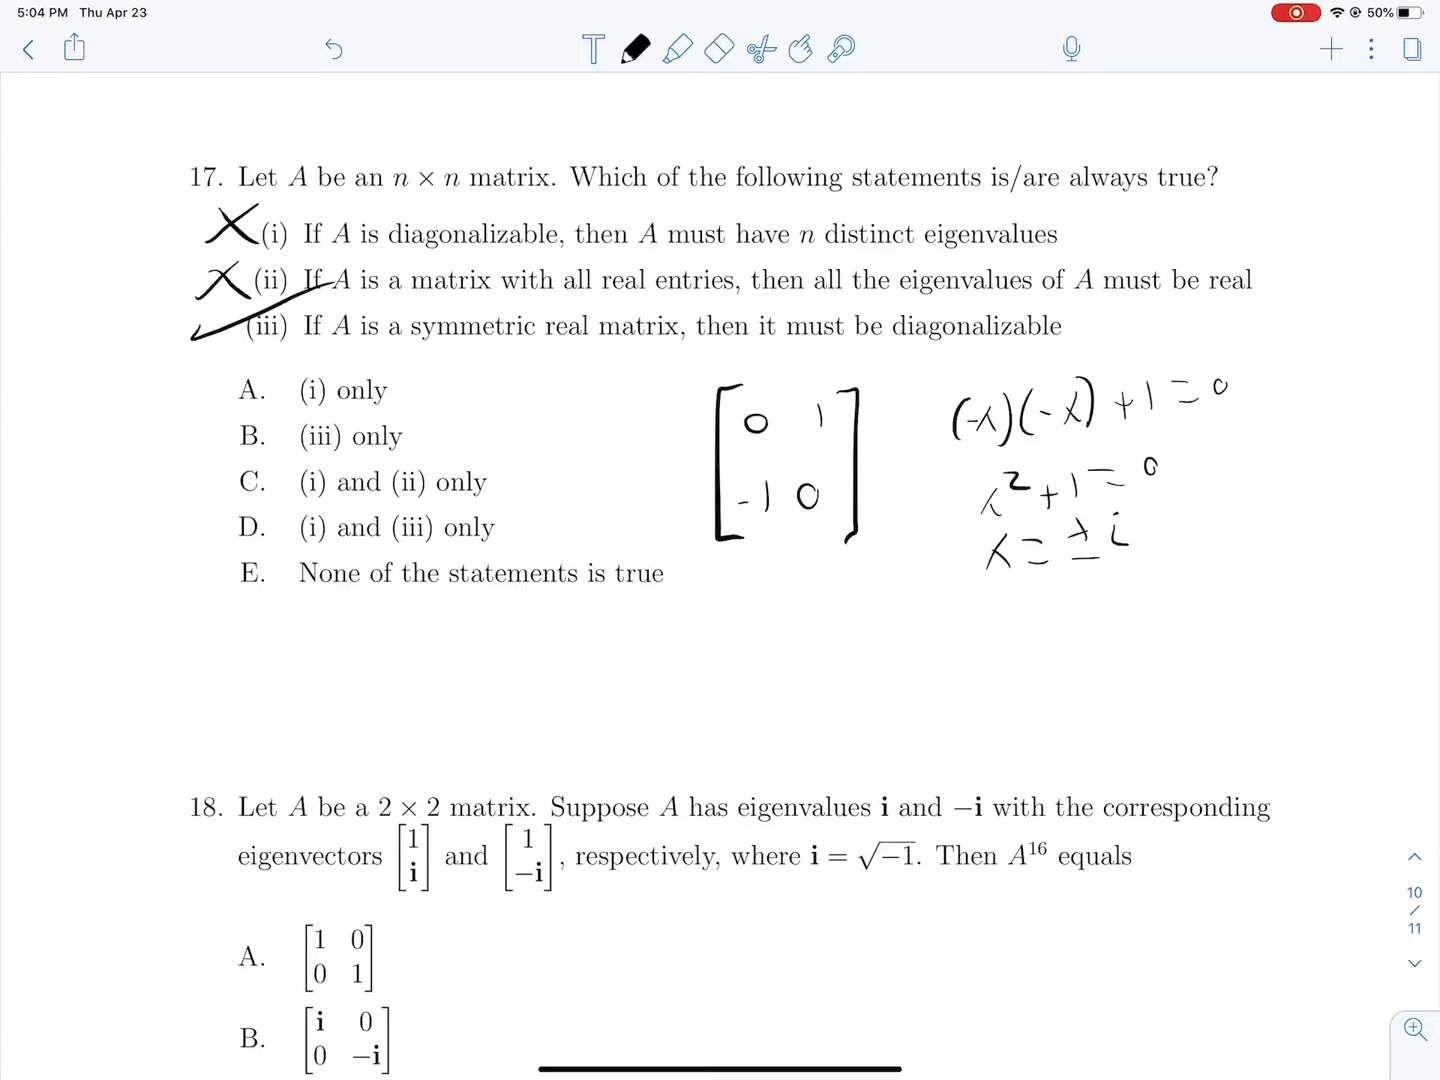 5:04 PM Thu Apr 23
50%
17. Let A be an n × n matrix. Which of the following statements is/are always true?
(i) If A is diagonalizable, then A must have n distinct eigenvalues
(ii) If A is a matrix with all real entries, then all the eigenvalues of A must be real
(iii) If A is a symmetric real matrix, then it must be diagonalizable
A. (i) only
B. (iii) only
C. (i) and (ii) only
D. (i) and (iii) only
E. None of the statements is true
0 1
-1 0
(-λ)(-λ) + 1 = 0
λ² + 1 = 0
λ = ± i
18. Let A be a 2 × 2 matrix. Suppose A has eigenvalues i and −i with the corresponding
eigenvectors [1 i] and [1 −i], respectively, where i = √−1. Then A¹⁶ equals
A. [1 0
0 1]
B. [i 0
0 −i]
10
/
11